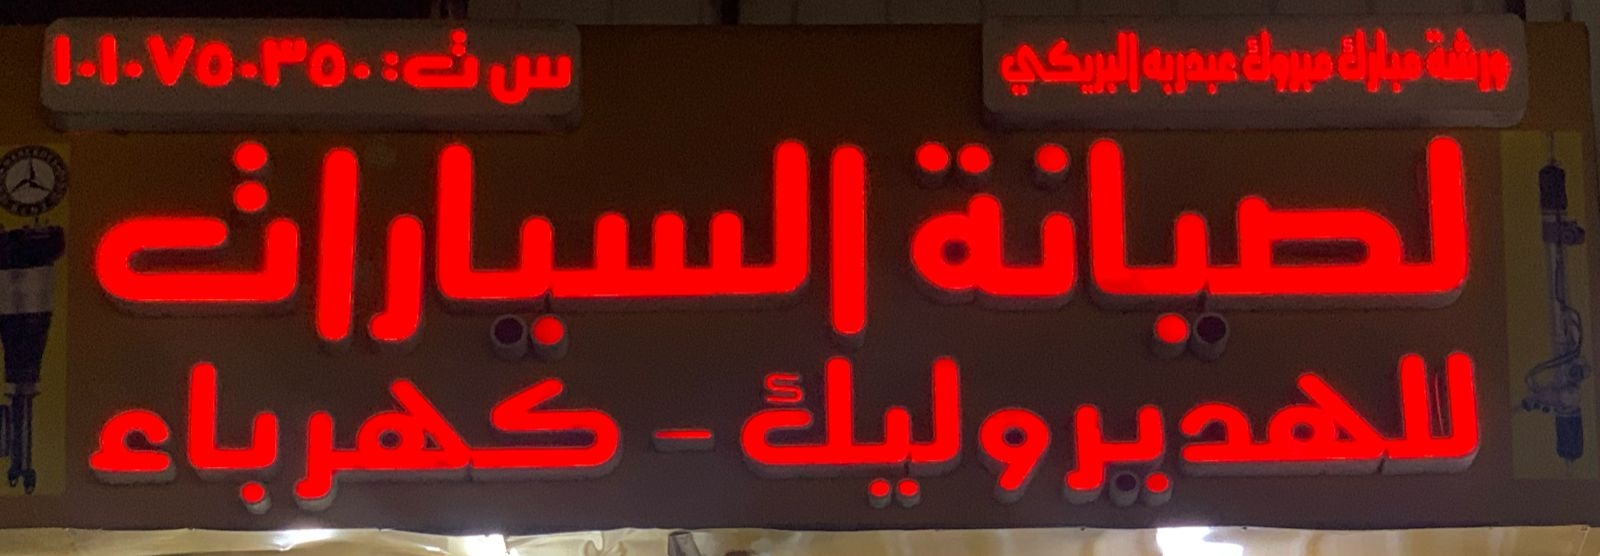 ورشة مبارك مبروك عبدربه البريكي
س ت: ١٠١٠٧٥٠٣٥٠
لصيانة السيارات
للهديروليك - كهرباء